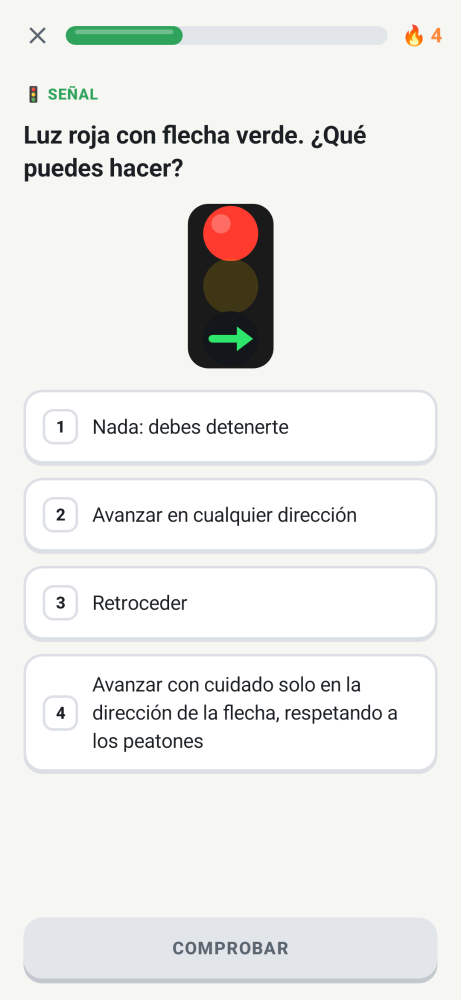 4
SEÑAL
Luz roja con flecha verde. ¿Qué
puedes hacer?
1 Nada: debes detenerte
2 Avanzar en cualquier dirección
3 Retroceder
4 Avanzar con cuidado solo en la
dirección de la flecha, respetando a
los peatones
COMPROBAR